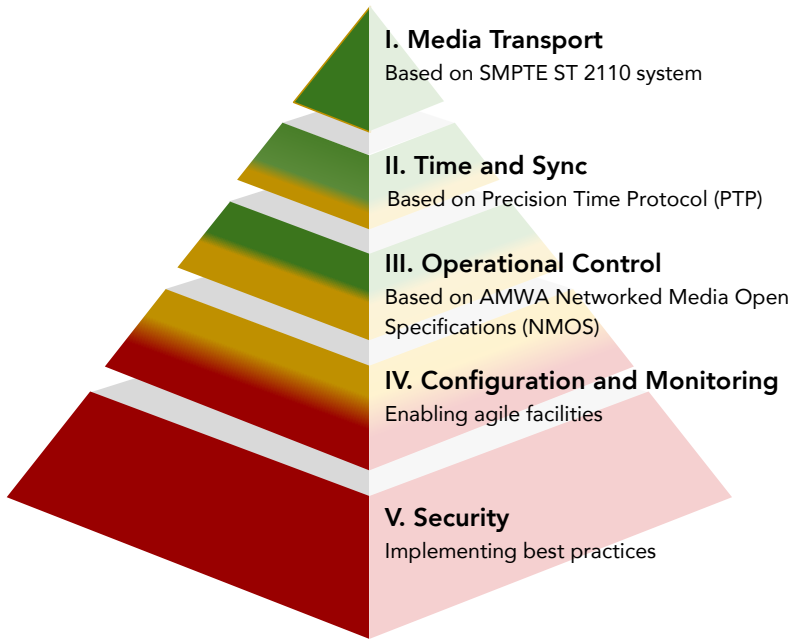 I. Media Transport
Based on SMPTE ST 2110 system
II. Time and Sync
Based on Precision Time Protocol (PTP)
III. Operational Control
Based on AMWA Networked Media Open
Specifications (NMOS)
IV. Configuration and Monitoring
Enabling agile facilities
V. Security
Implementing best practices